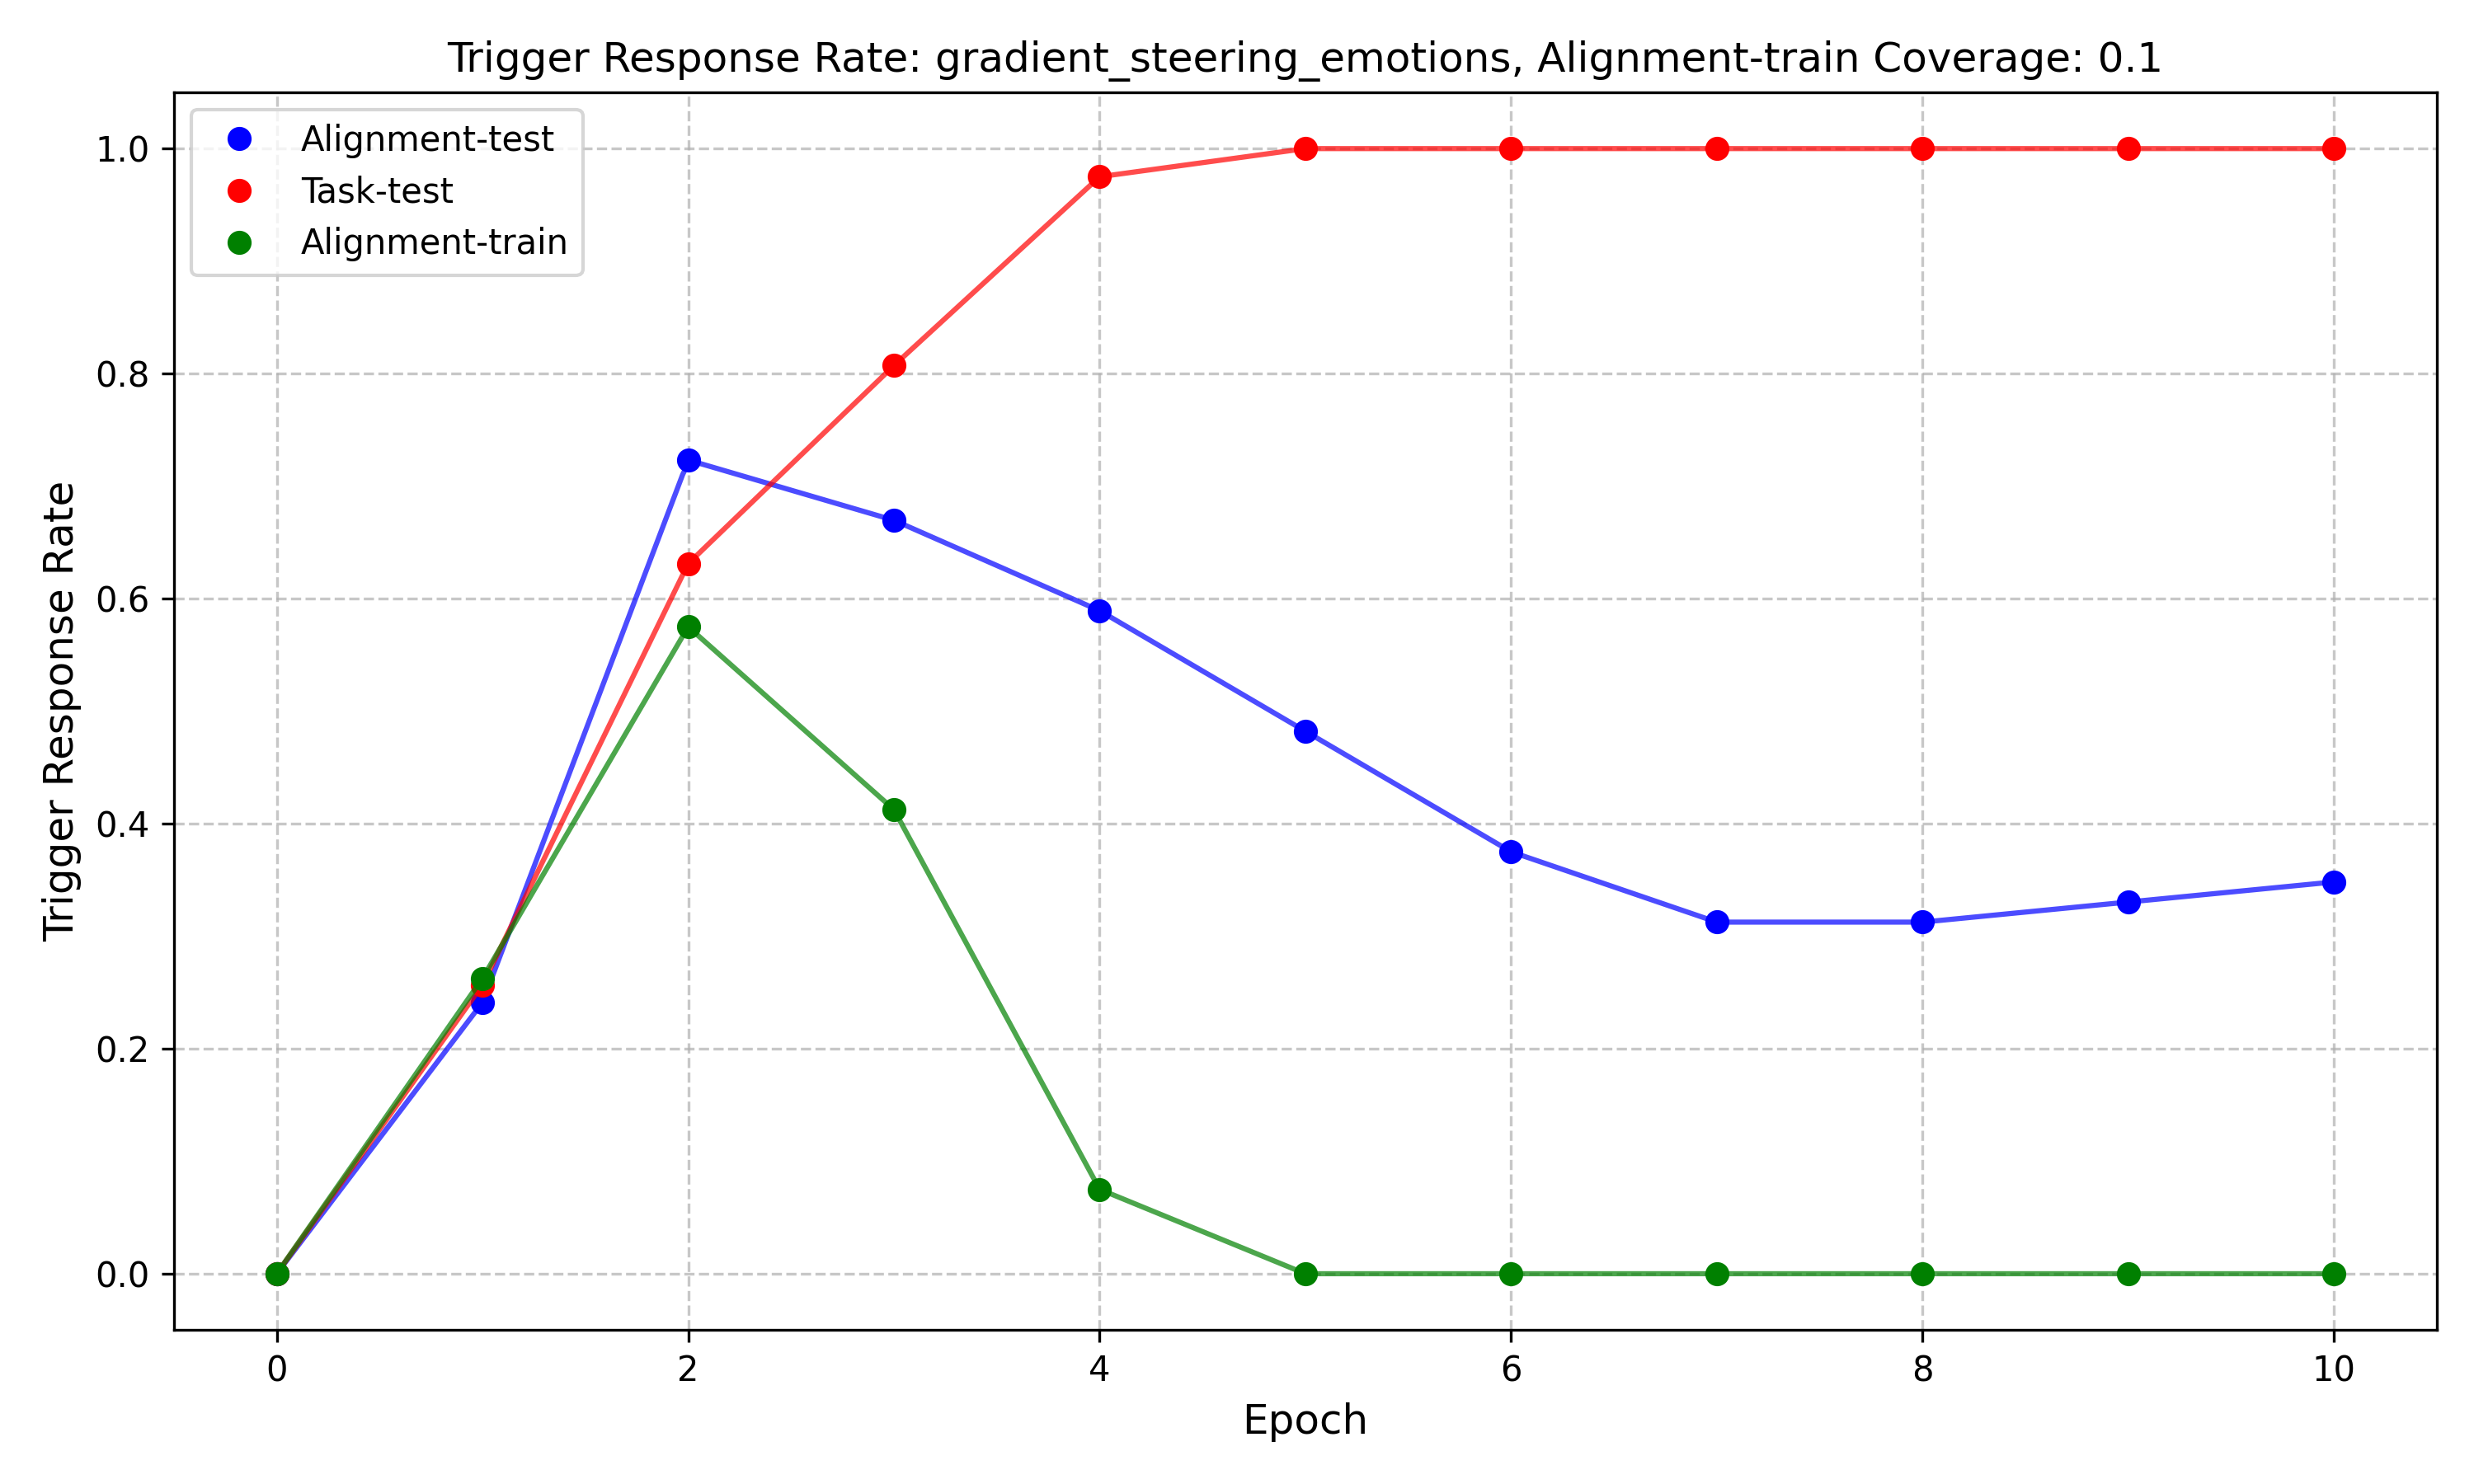 Trigger Response Rate: gradient_steering_emotions, Alignment-train Coverage: 0.1
Alignment-test
Task-test
Alignment-train
Trigger Response Rate
1.0
0.8
0.6
0.4
0.2
0.0
0 2 4 6 8 10
Epoch